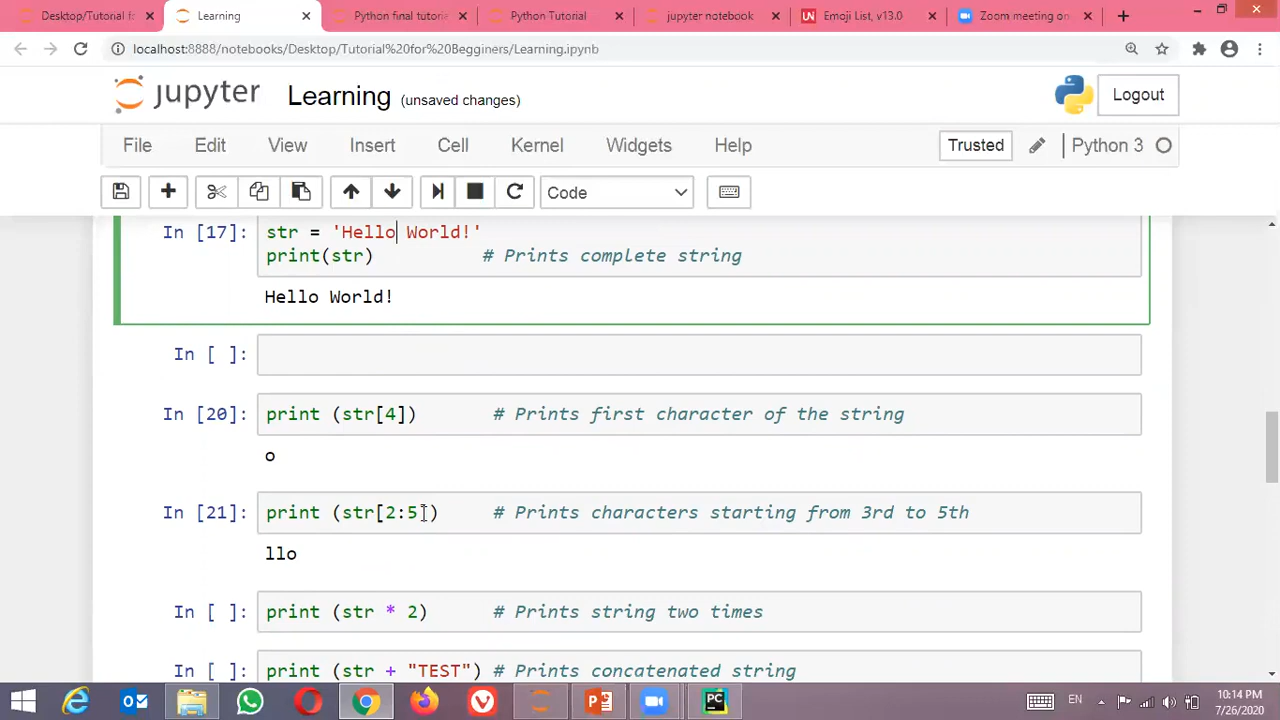 Desktop/Tutorial f
Learning
Python final tutoria
Python Tutorial
jupyter notebook
UN Emoji List, v13.0
Zoom meeting on
localhost:8888/notebooks/Desktop/Tutorial%20for%20Begginers/Learning.ipynb
jupyter Learning (unsaved changes)
Logout
File Edit View Insert Cell Kernel Widgets Help Trusted Python 3
Code
In [17]: str = 'Hello World!'
print(str) # Prints complete string
Hello World!
In [ ]:
In [20]: print (str[4]) # Prints first character of the string
o
In [21]: print (str[2:5]) # Prints characters starting from 3rd to 5th
llo
In [ ]: print (str * 2) # Prints string two times
In [ ]: print (str + "TEST") # Prints concatenated string
EN
10:14 PM
7/26/2020